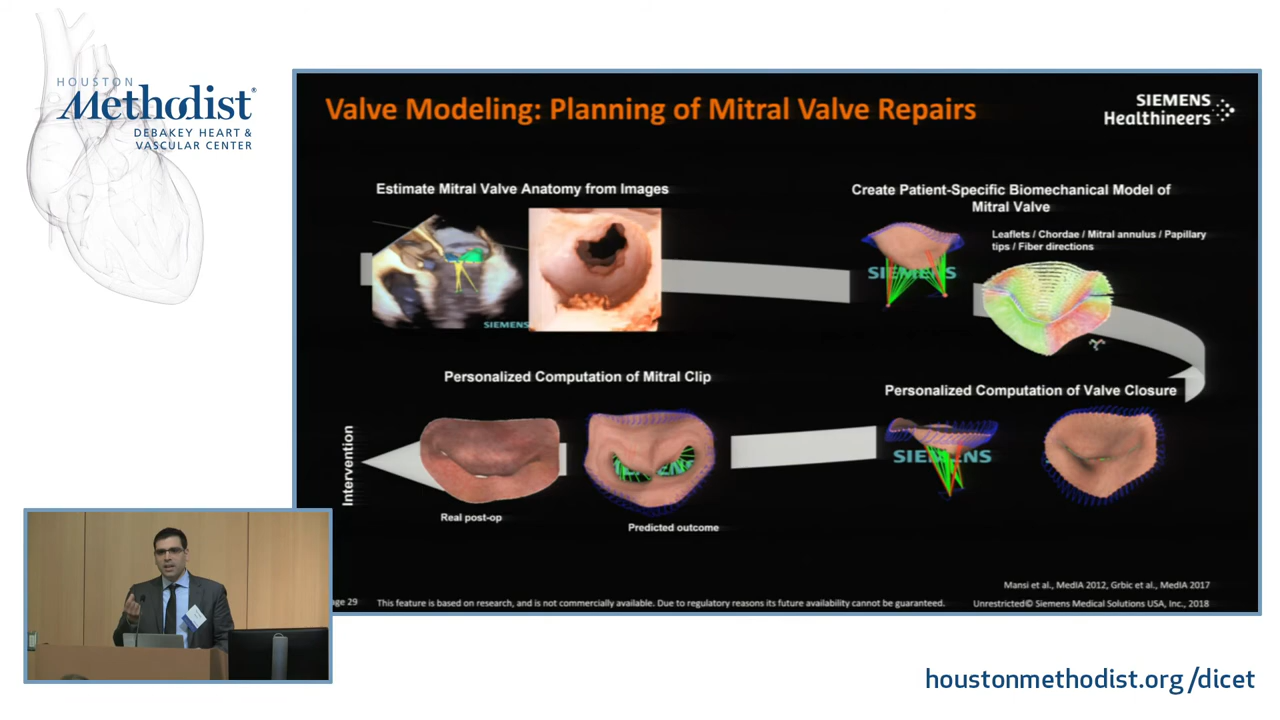 HOUSTON
Methodist®
DEBAKEY HEART &
VASCULAR CENTER
Valve Modeling: Planning of Mitral Valve Repairs
SIEMENS
Healthineers
Estimate Mitral Valve Anatomy from Images
SIEMENS
Create Patient-Specific Biomechanical Model of
Mitral Valve
Leaflets / Chordae / Mitral annulus / Papillary
tips / Fiber directions
SIEMENS
Personalized Computation of Mitral Clip
Personalized Computation of Valve Closure
Intervention
SIEMENS
Real post-op
Predicted outcome
Mansi et al., MedIA 2012, Grbic et al., MedIA 2017
ge 29 This feature is based on research, and is not commercially available. Due to regulatory reasons its future availability cannot be guaranteed. Unrestricted© Siemens Medical Solutions USA, Inc., 2018
houstonmethodist.org/dicet